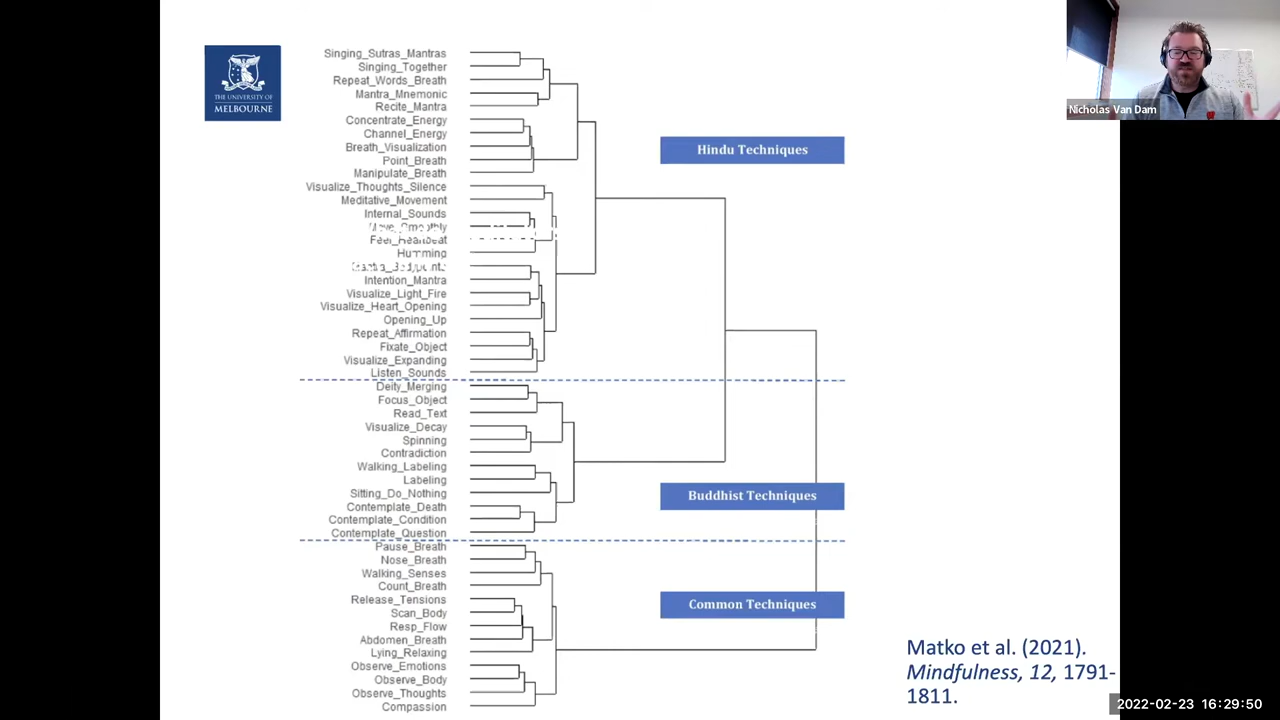 THE UNIVERSITY OF
MELBOURNE
Singing_Sutras_Mantras
Singing_Together
Repeat_Words_Breath
Mantra_Mnemonic
Recite_Mantra
Concentrate_Energy
Channel_Energy
Breath_Visualization
Point_Breath
Manipulate_Breath
Visualize_Thoughts_Silence
Meditative_Movement
Internal_Sounds
Move_Smoothly
Feel_Heartbeat
Humming
Intention_Mantra
Visualize_Light_Fire
Visualize_Heart_Opening
Opening_Up
Repeat_Affirmation
Fixate_Object
Visualize_Expanding
Listen_Sounds
Deity_Merging
Focus_Object
Read_Text
Visualize_Decay
Spinning
Contradiction
Walking_Labeling
Labeling
Sitting_Do_Nothing
Contemplate_Death
Contemplate_Condition
Contemplate_Question
Pause_Breath
Nose_Breath
Walking_Senses
Count_Breath
Release_Tensions
Scan_Body
Resp_Flow
Abdomen_Breath
Lying_Relaxing
Observe_Emotions
Observe_Body
Observe_Thoughts
Compassion
Hindu Techniques
Buddhist Techniques
Common Techniques
Matko et al. (2021).
Mindfulness, 12, 1791-
1811.
Nicholas Van Dam
2022-02-23 16:29:50